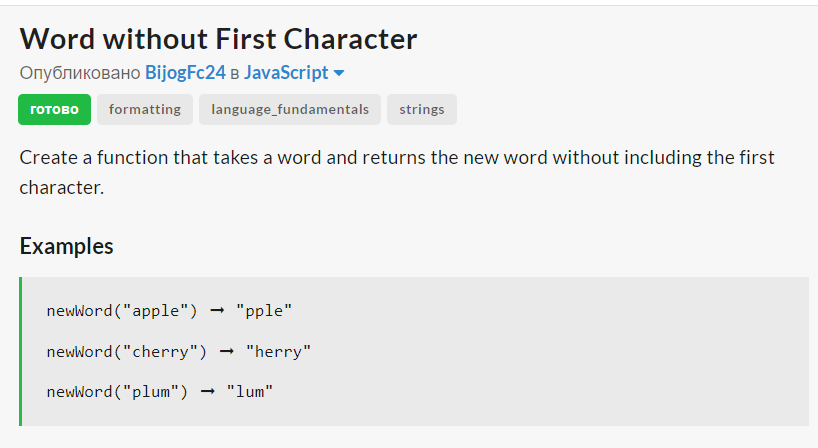 Word without First Character
Опубликовано BijogFc24 в JavaScript
готово formatting language_fundamentals strings
Create a function that takes a word and returns the new word without including the first
character.
Examples
newWord("apple") ➞ "pple"
newWord("cherry") ➞ "herry"
newWord("plum") ➞ "lum"